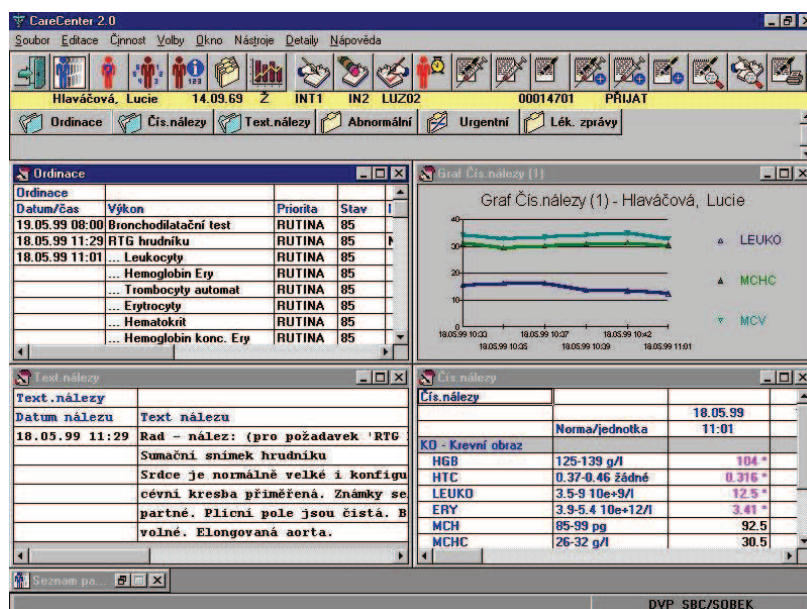 CareCenter 2.0
Soubor Editace Činnost Volby Okno Nástroje Detaily Nápověda
Hlaváčová, Lucie 14.09.69 Ž INT1 IN2 LUZ02 00014701 PŘIJAT
Ordinace Čís.nálezy Text.nálezy Abnormální Urgentní Lék. zprávy
Ordinace
Ordinace
Datum/čas Výkon Priorita Stav
19.05.99 08:00 Bronchodilatační test RUTINA 85
18.05.99 11:29 RTG hrudníku RUTINA 85
18.05.99 11:01 ... Leukocyty RUTINA 85
... Hemoglobin Ery RUTINA 85
... Trombocyty automat RUTINA 85
... Erytrocyty RUTINA 85
... Hematokrit RUTINA 85
... Hemoglobin konc. Ery RUTINA 85
Graf Čís.nálezy (1)
Graf Čís.nálezy (1) - Hlaváčová, Lucie
40
30
20
10
0
LEUKO
MCHC
MCV
18.05.99 10:33 18.05.99 10:37 18.05.99 10:42
18.05.99 10:35 18.05.99 10:39 18.05.99 11:01
Text.nálezy
Text.nálezy
Datum nálezu Text nálezu
18.05.99 11:29 Rad - nález: (pro požadavek 'RTG
Sumační snímek hrudníku
Srdce je normálně velké i konfigu
cévní kresba přiměřená. Známky se
partné. Plicní pole jsou čistá. B
volné. Elongovaná aorta.
Čís.nálezy
Čís.nálezy
18.05.99
Norma/jednotka 11:01
KO - Krevní obraz
HGB 125-139 g/l 104 *
HTC 0.37-0.46 žádné 0.316 *
LEUKO 3.5-9 10e+9/l 12.5 *
ERY 3.9-5.4 10e+12/l 3.41 *
MCH 85-99 pg 92.5
MCHC 26-32 g/l 30.5
Seznam pa...
DVP SBC/SOBEK